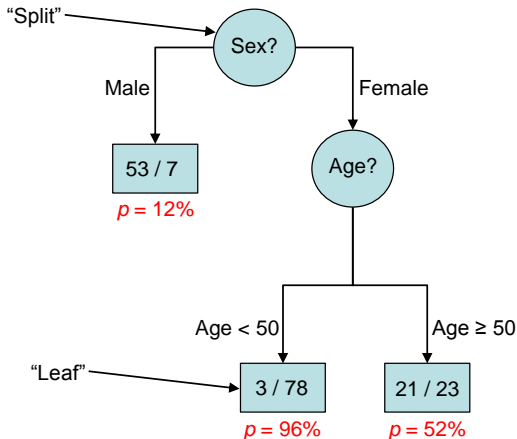 “Split”
Sex?
Male
Female
53 / 7
Age?
p = 12%
Age < 50
Age ≥ 50
“Leaf”
3 / 78
21 / 23
p = 96%
p = 52%